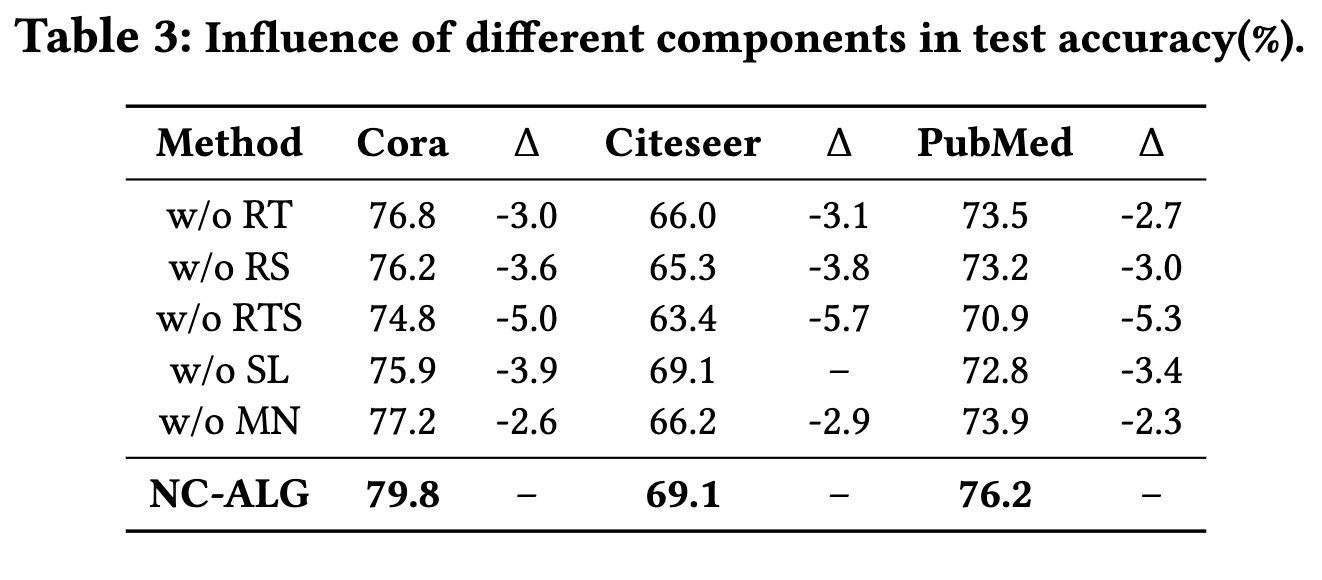 Table 3: Influence of different components in test accuracy(%).
Method Cora Δ Citeseer Δ PubMed Δ
w/o RT 76.8 -3.0 66.0 -3.1 73.5 -2.7
w/o RS 76.2 -3.6 65.3 -3.8 73.2 -3.0
w/o RTS 74.8 -5.0 63.4 -5.7 70.9 -5.3
w/o SL 75.9 -3.9 69.1 – 72.8 -3.4
w/o MN 77.2 -2.6 66.2 -2.9 73.9 -2.3
NC-ALG 79.8 – 69.1 – 76.2 –